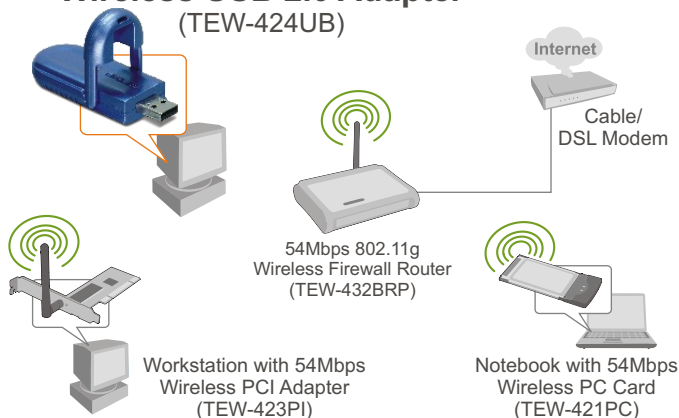 (TEW-424UB)
Internet
Cable/
DSL Modem
54Mbps 802.11g
Wireless Firewall Router
(TEW-432BRP)
Workstation with 54Mbps
Wireless PCI Adapter
(TEW-423PI)
Notebook with 54Mbps
Wireless PC Card
(TEW-421PC)